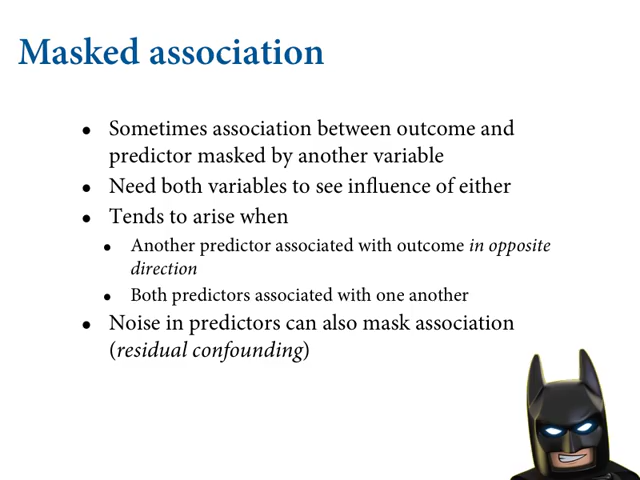 Masked association
• Sometimes association between outcome and
predictor masked by another variable
• Need both variables to see influence of either
• Tends to arise when
• Another predictor associated with outcome in opposite
direction
• Both predictors associated with one another
• Noise in predictors can also mask association
(residual confounding)